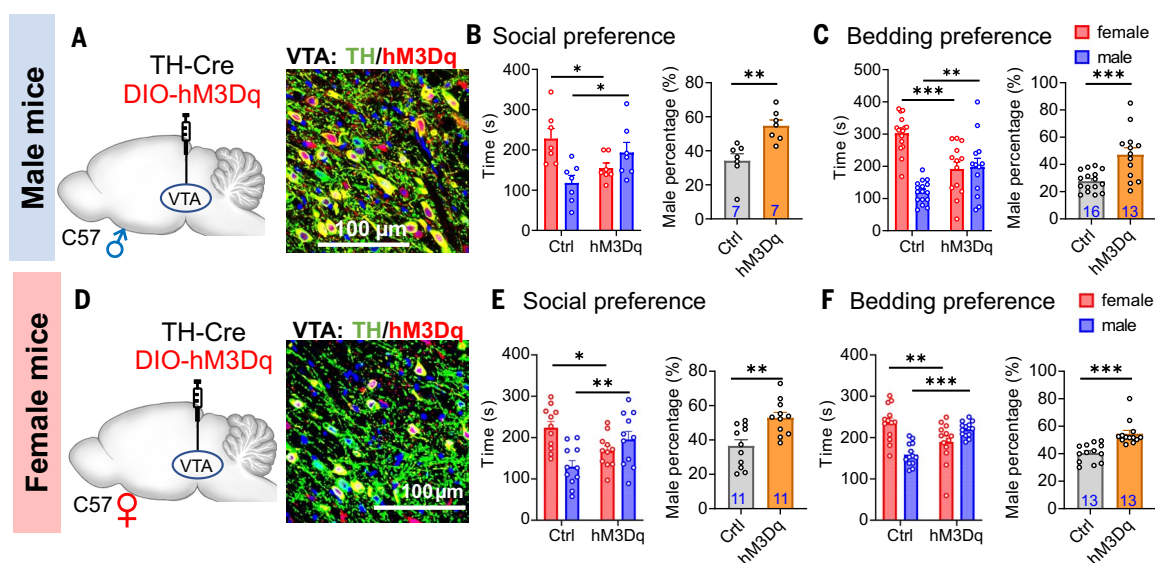 Male mice
A
TH-Cre
DIO-hM3Dq
VTA
C57
VTA: TH/hM3Dq
100 μm
B Social preference
Time (s)
400
300
200
100
0
*
*
Ctrl hM3Dq
Male percentage (%)
80
60
40
20
0
**
7 7
Ctrl
hM3Dq
C Bedding preference
female
male
Time (s)
500
400
300
200
100
0
**
***
Ctrl hM3Dq
Male percentage (%)
100
80
60
40
20
0
***
16 13
Ctrl
hM3Dq
Female mice
D
TH-Cre
DIO-hM3Dq
VTA
C57
VTA: TH/hM3Dq
100 μm
E Social preference
Time (s)
400
300
200
100
0
*
**
Ctrl hM3Dq
Male percentage (%)
80
60
40
20
0
**
11 11
Ctrl
hM3Dq
F Bedding preference
female
male
Time (s)
400
300
200
100
0
**
***
Ctrl hM3Dq
Male percentage (%)
100
80
60
40
20
0
***
13 13
Ctrl
hM3Dq